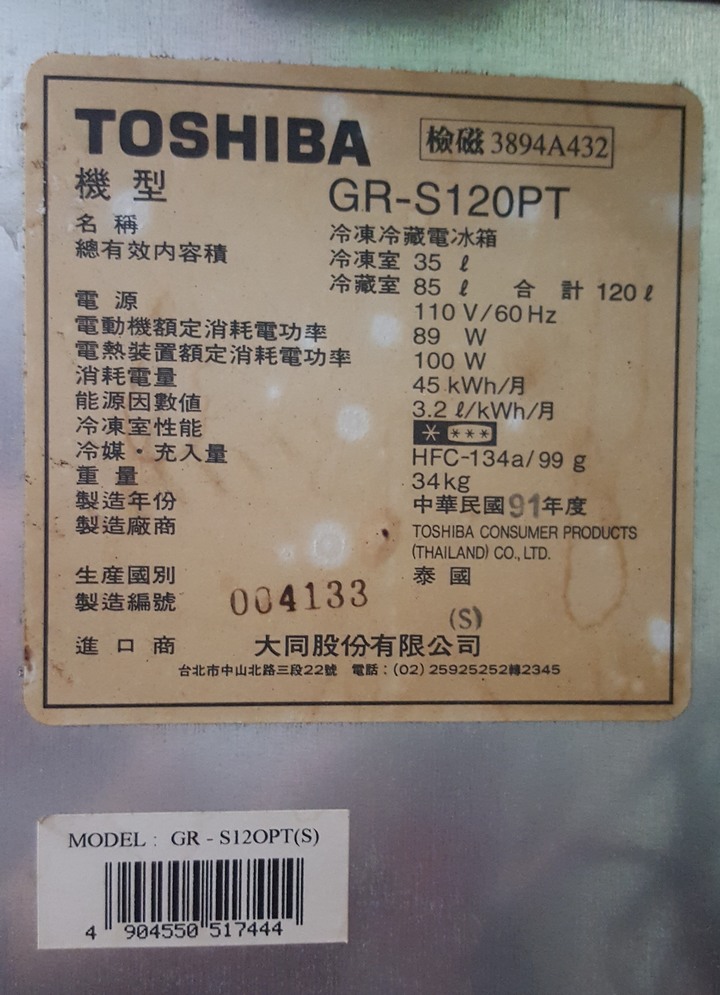 TOSHIBA
檢磁 3894A432
機型 GR-S120PT
名稱 冷凍冷藏電冰箱
總有效內容積 冷凍室 35 ℓ
冷藏室 85 ℓ 合計 120 ℓ
電源 110 V/60 Hz
電動機額定消耗電功率 89 W
電熱裝置額定消耗電功率 100 W
消耗電量 45 kWh/月
能源因數值 3.2 ℓ/kWh/月
冷凍室性能 * ***
冷媒・充入量 HFC-134a/99 g
重量 34kg
製造年份 中華民國91年度
製造廠商 TOSHIBA CONSUMER PRODUCTS
(THAILAND) CO., LTD.
生産國別 泰國
製造編號 004133
(S)
進口商 大同股份有限公司
台北市中山北路三段22號 電話：(02) 25925252轉2345
MODEL : GR - S12OPT(S)
4 904550 517444